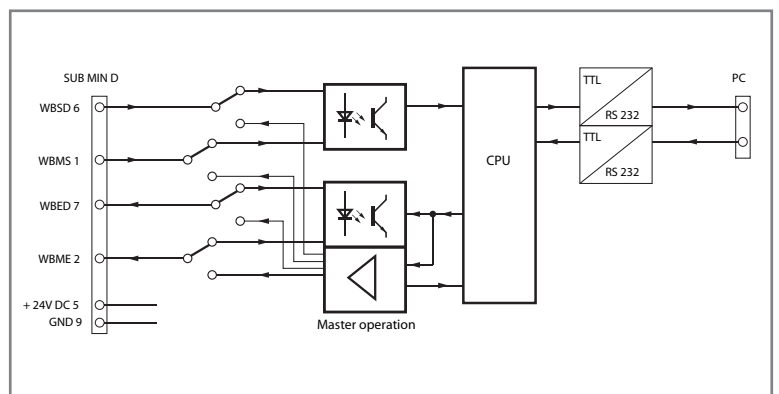 SUB MIN D
PC
WBSD 6
TTL
RS 232
WBMS 1
TTL
CPU
RS 232
WBED 7
WBME 2
+ 24V DC 5
GND 9
Master operation